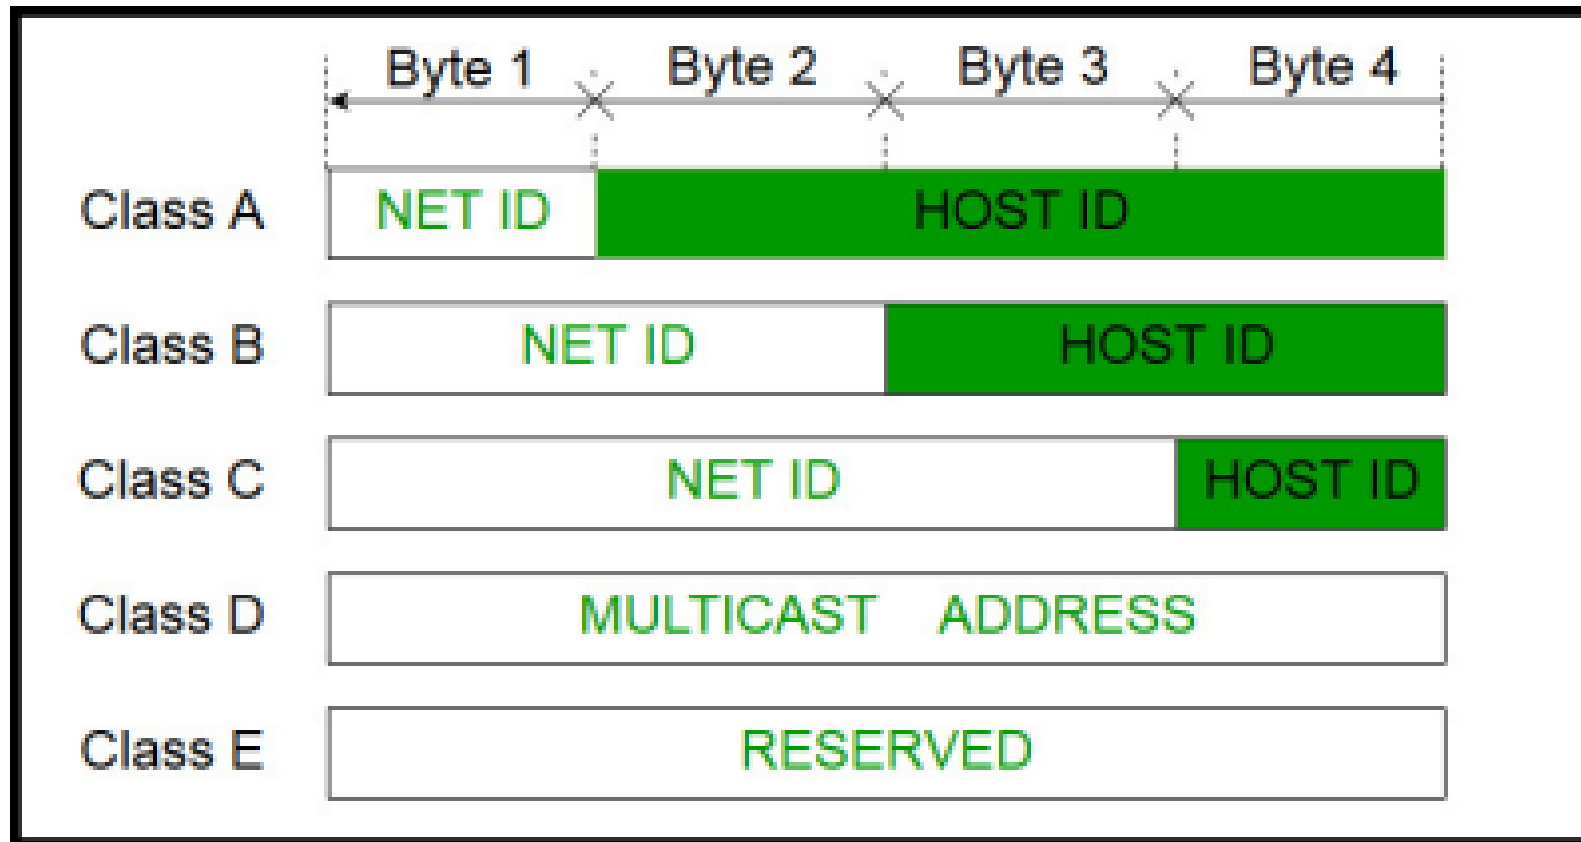 Byte 1 Byte 2 Byte 3 Byte 4
Class A NET ID HOST ID
Class B NET ID HOST ID
Class C NET ID HOST ID
Class D MULTICAST ADDRESS
Class E RESERVED